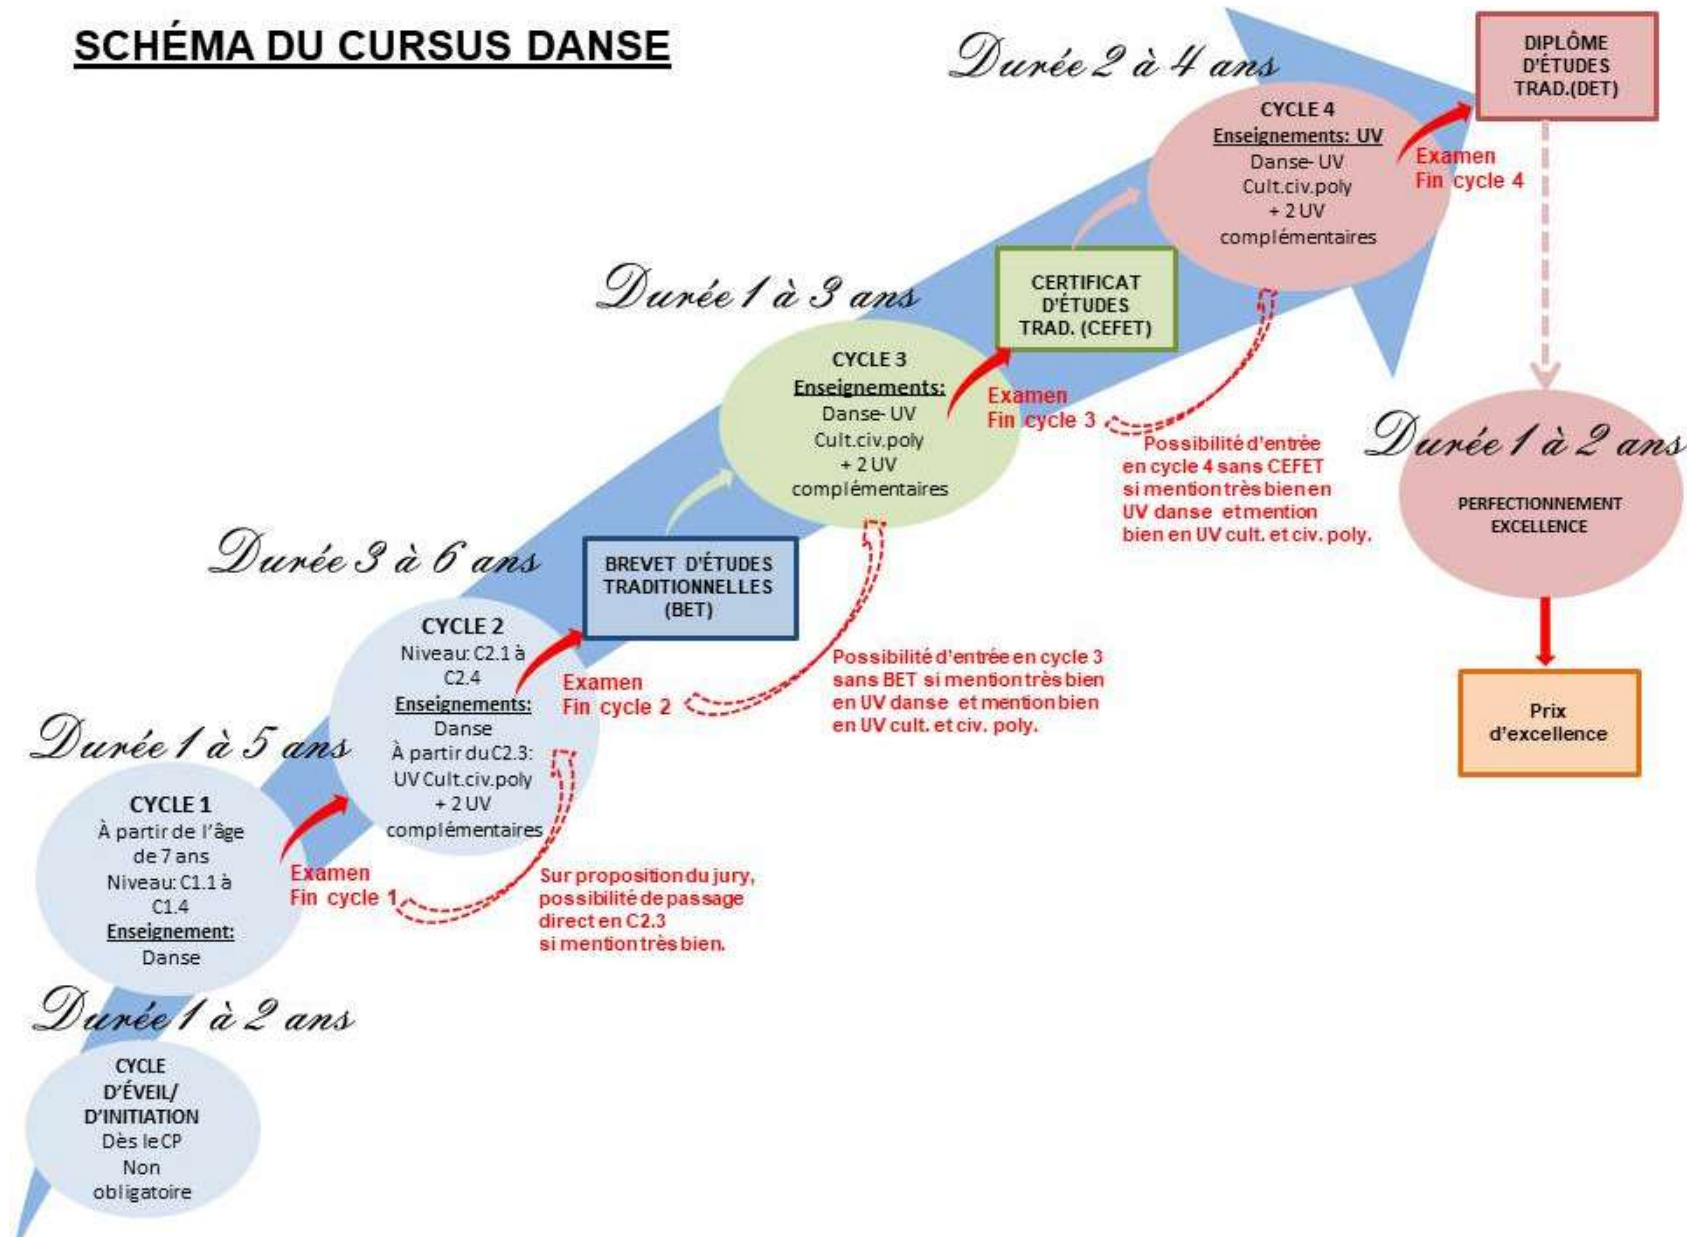 SCHÉMA DU CURSUS DANSE
Durée 2 à 4 ans
DIPLÔME
D'ÉTUDES
TRAD.(DET)
CYCLE 4
Enseignements: UV
Danse- UV
Cult.civ.poly
+ 2 UV
complémentaires
Examen
Fin cycle 4
Durée 1 à 3 ans
CERTIFICAT
D'ÉTUDES
TRAD. (CEFET)
CYCLE 3
Enseignements:
Danse- UV
Cult.civ.poly
+ 2 UV
complémentaires
Examen
Fin cycle 3
Possibilité d'entrée
en cycle 4 sans CEFET
si mention très bien en
UV danse et mention
bien en UV cult. et civ. poly.
Durée 1 à 2 ans
PERFECTIONNEMENT
EXCELLENCE
Prix
d'excellence
Durée 3 à 6 ans
BREVET D'ÉTUDES
TRADITIONNELLES
(BET)
CYCLE 2
Niveau: C2.1 à
C2.4
Enseignements:
Danse
À partir du C2.3:
UV Cult.civ.poly
+ 2 UV
complémentaires
Examen
Fin cycle 2
Possibilité d'entrée en cycle 3
sans BET si mention très bien
en UV danse et mention bien
en UV cult. et civ. poly.
Durée 1 à 5 ans
CYCLE 1
À partir de l'âge
de 7 ans
Niveau: C1.1 à
C1.4
Enseignement:
Danse
Examen
Fin cycle 1
Sur proposition du jury,
possibilité de passage
direct en C2.3
si mention très bien.
Durée 1 à 2 ans
CYCLE
D'ÉVEIL/
D'INITIATION
Dès le CP
Non
obligatoire